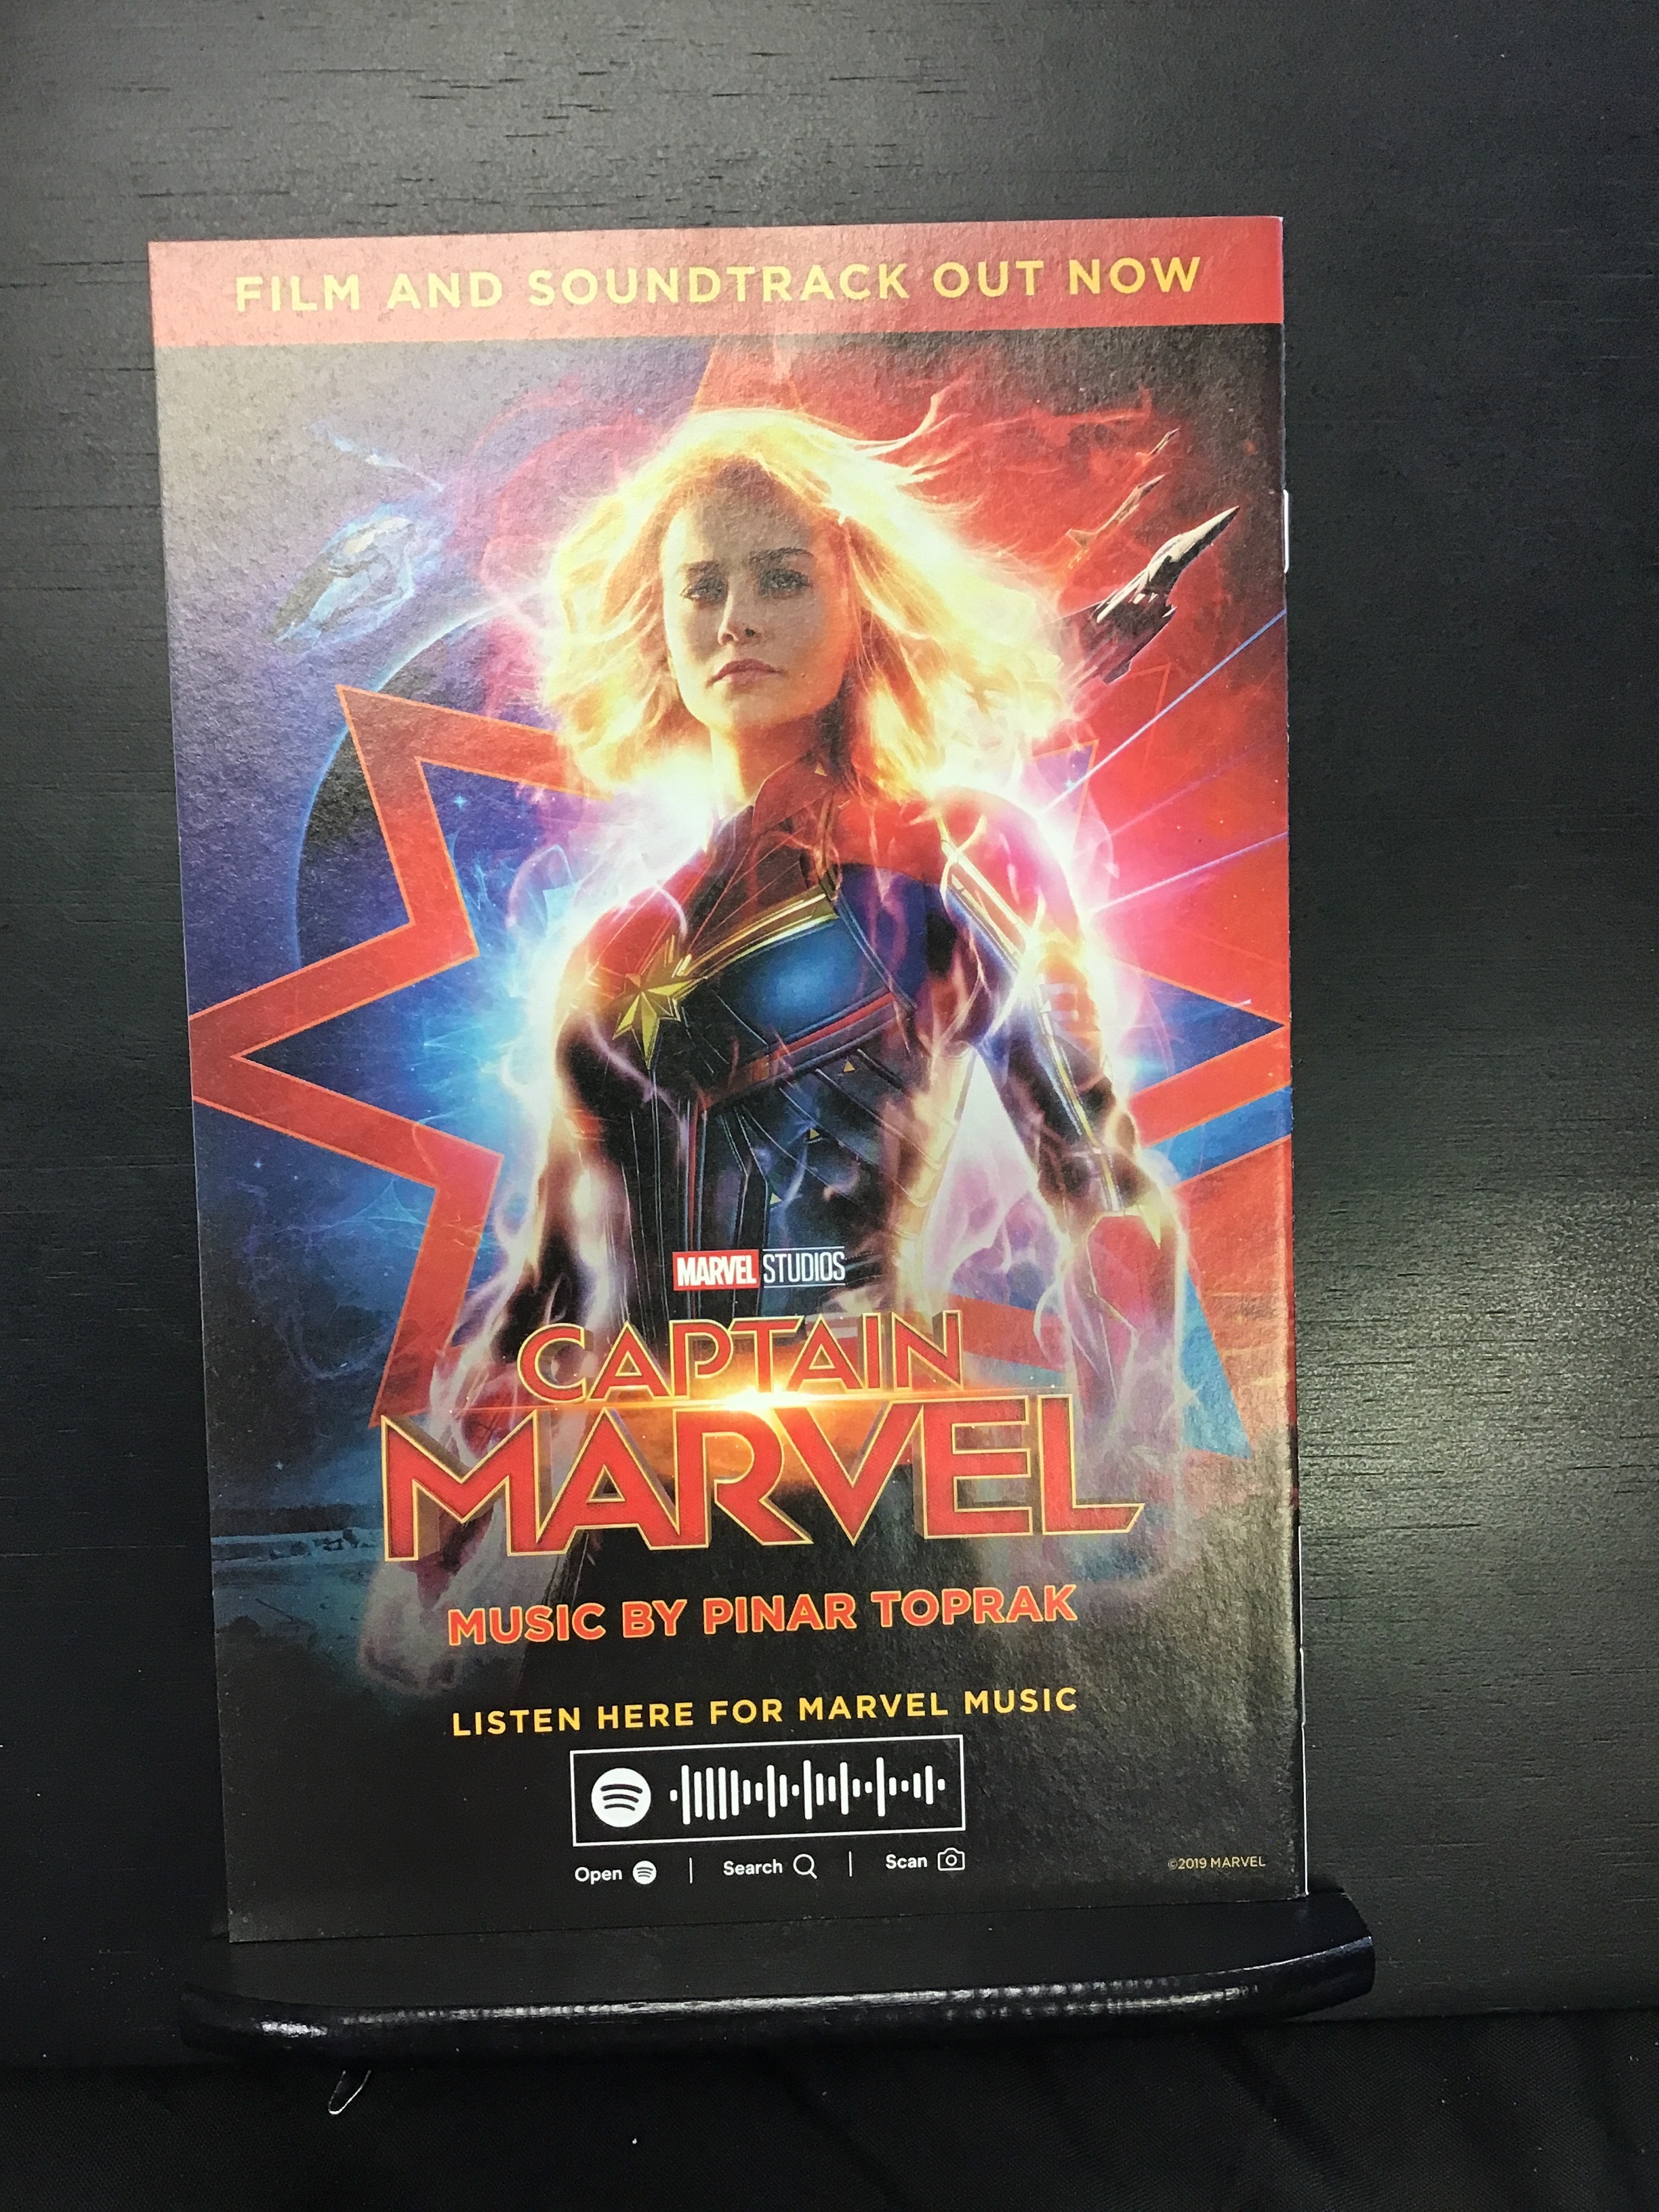 FILM AND SOUNDTRACK OUT NOW
MARVEL STUDIOS
CAPTAIN
MARVEL
MUSIC BY PINAR TOPRAK
LISTEN HERE FOR MARVEL MUSIC
Open | Search | Scan
©2019 MARVEL